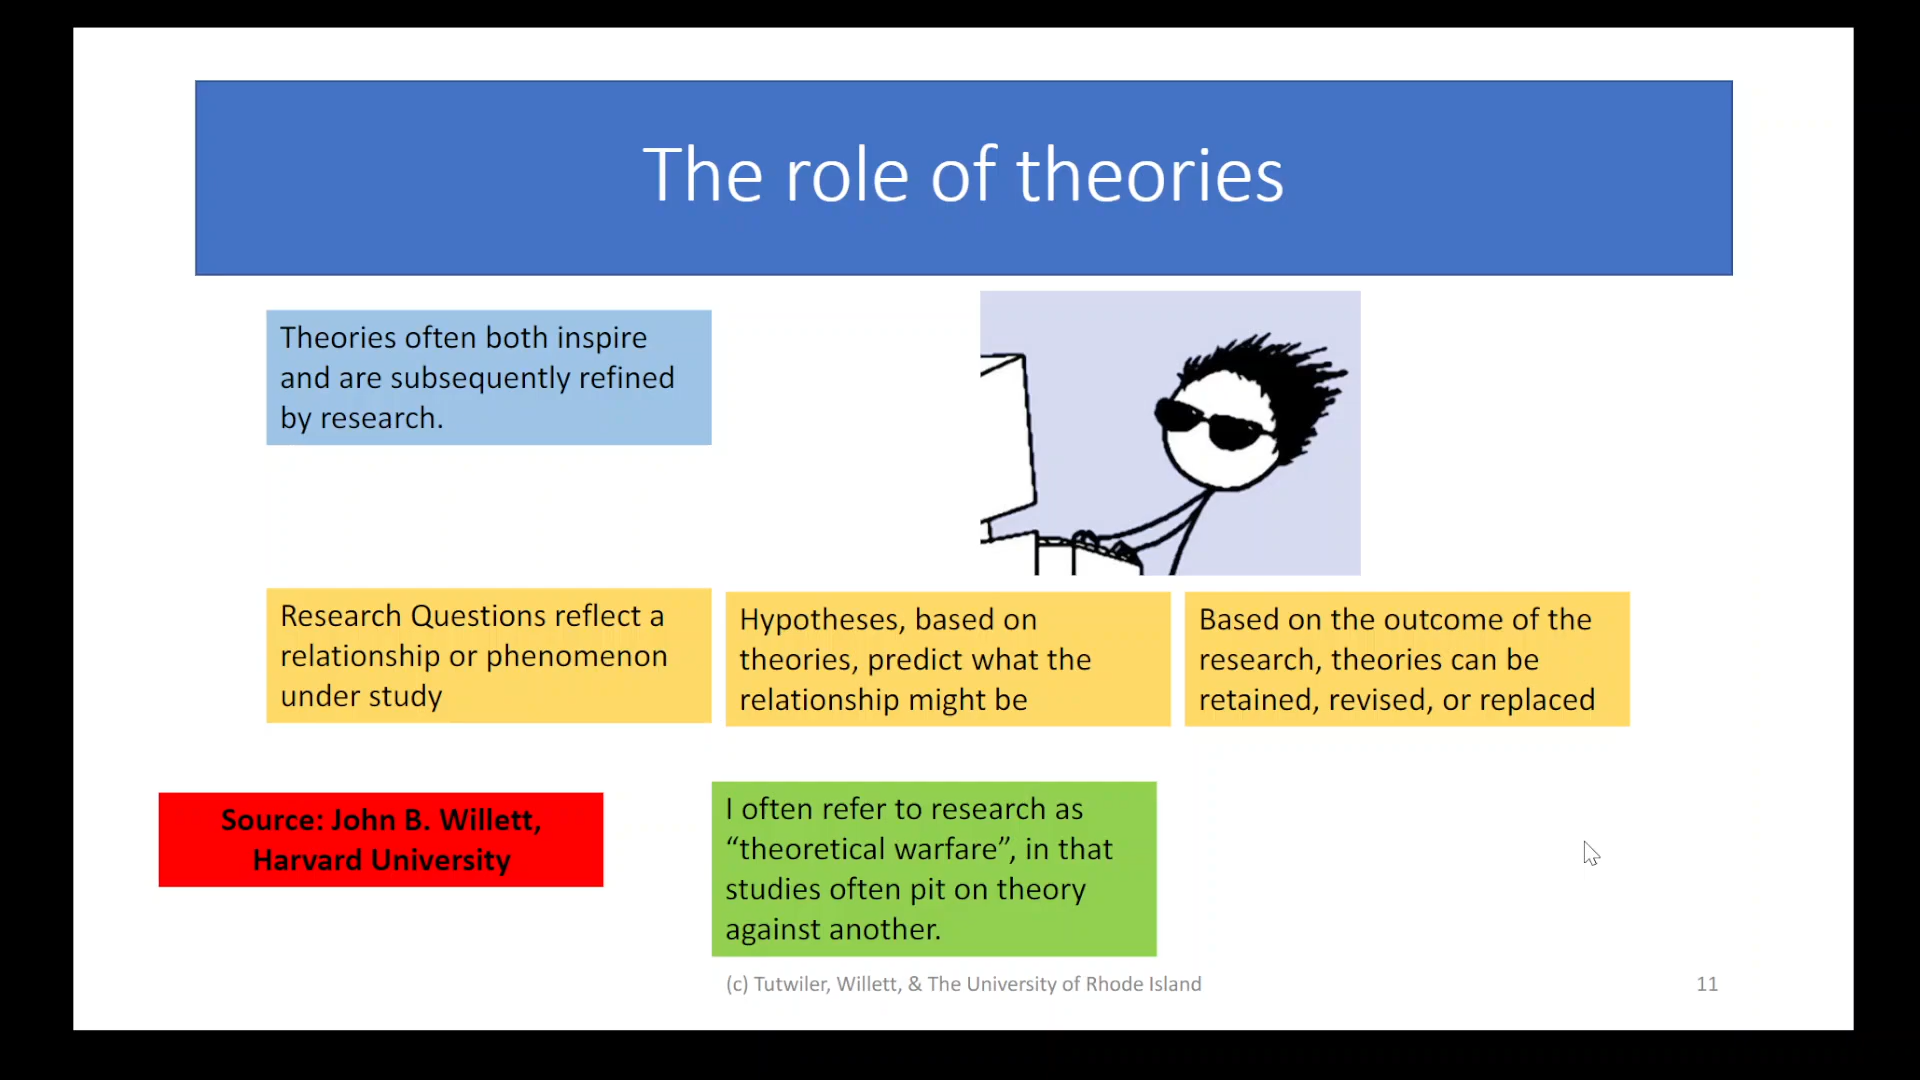 The role of theories
Theories often both inspire
and are subsequently refined
by research.
Research Questions reflect a
relationship or phenomenon
under study
Hypotheses, based on
theories, predict what the
relationship might be
Based on the outcome of the
research, theories can be
retained, revised, or replaced
Source: John B. Willett,
Harvard University
I often refer to research as
“theoretical warfare”, in that
studies often pit on theory
against another.
(c) Tutwiler, Willett, & The University of Rhode Island
11